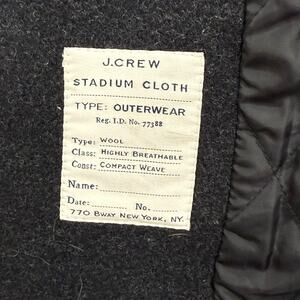 J.CREW
STADIUM CLOTH
TYPE: OUTERWEAR
Reg. I.D. No. 77388
Type: WOOL
Class: HIGHLY BREATHABLE
Const: COMPACT WEAVE
Name:
Date: No.
770 BWAY NEW YORK, NY.